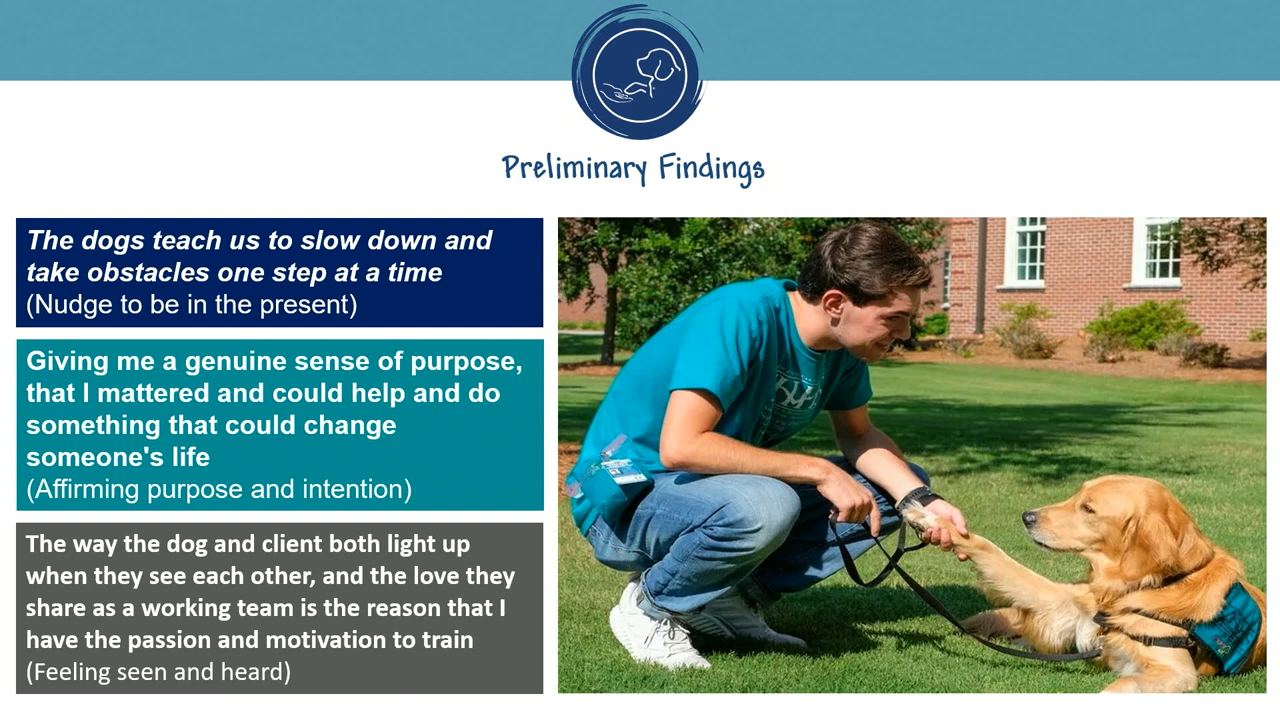 Preliminary Findings
The dogs teach us to slow down and
take obstacles one step at a time
(Nudge to be in the present)
Giving me a genuine sense of purpose,
that I mattered and could help and do
something that could change
someone's life
(Affirming purpose and intention)
The way the dog and client both light up
when they see each other, and the love they
share as a working team is the reason that I
have the passion and motivation to train
(Feeling seen and heard)